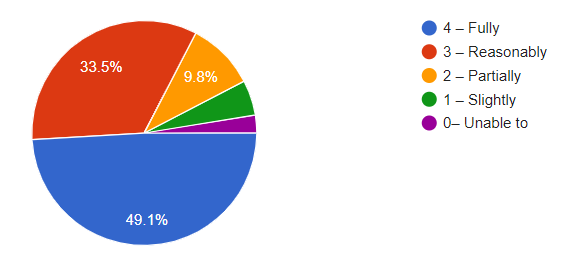 33.5%
9.8%
49.1%
4 – Fully
3 – Reasonably
2 – Partially
1 – Slightly
0– Unable to